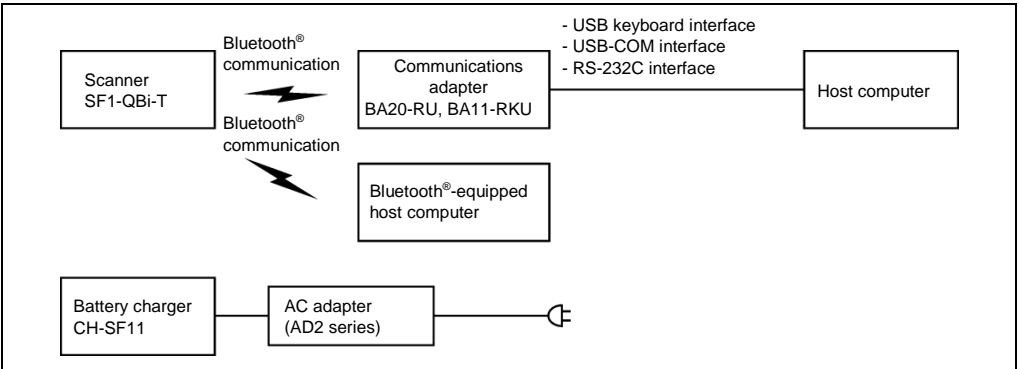 Scanner
SF1-QBi-T
Bluetooth®
communication
Bluetooth®
communication
Communications
adapter
BA20-RU, BA11-RKU
- USB keyboard interface
- USB-COM interface
- RS-232C interface
Host computer
Bluetooth®-equipped
host computer
Battery charger
CH-SF11
AC adapter
(AD2 series)